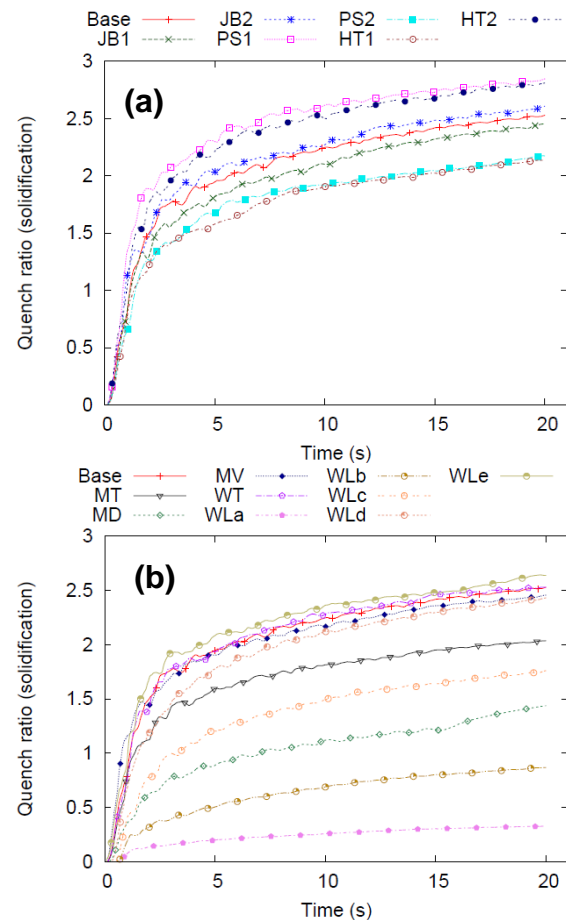 Base JB2 PS2 HT2
JB1 PS1 HT1
(a)
Quench ratio (solidification)
3
2.5
2
1.5
1
0.5
0
0 5 10 15 20
Time (s)
Base MV WLb WLe
MT WT WLc
MD WLa WLd
(b)
Quench ratio (solidification)
3
2.5
2
1.5
1
0.5
0
0 5 10 15 20
Time (s)